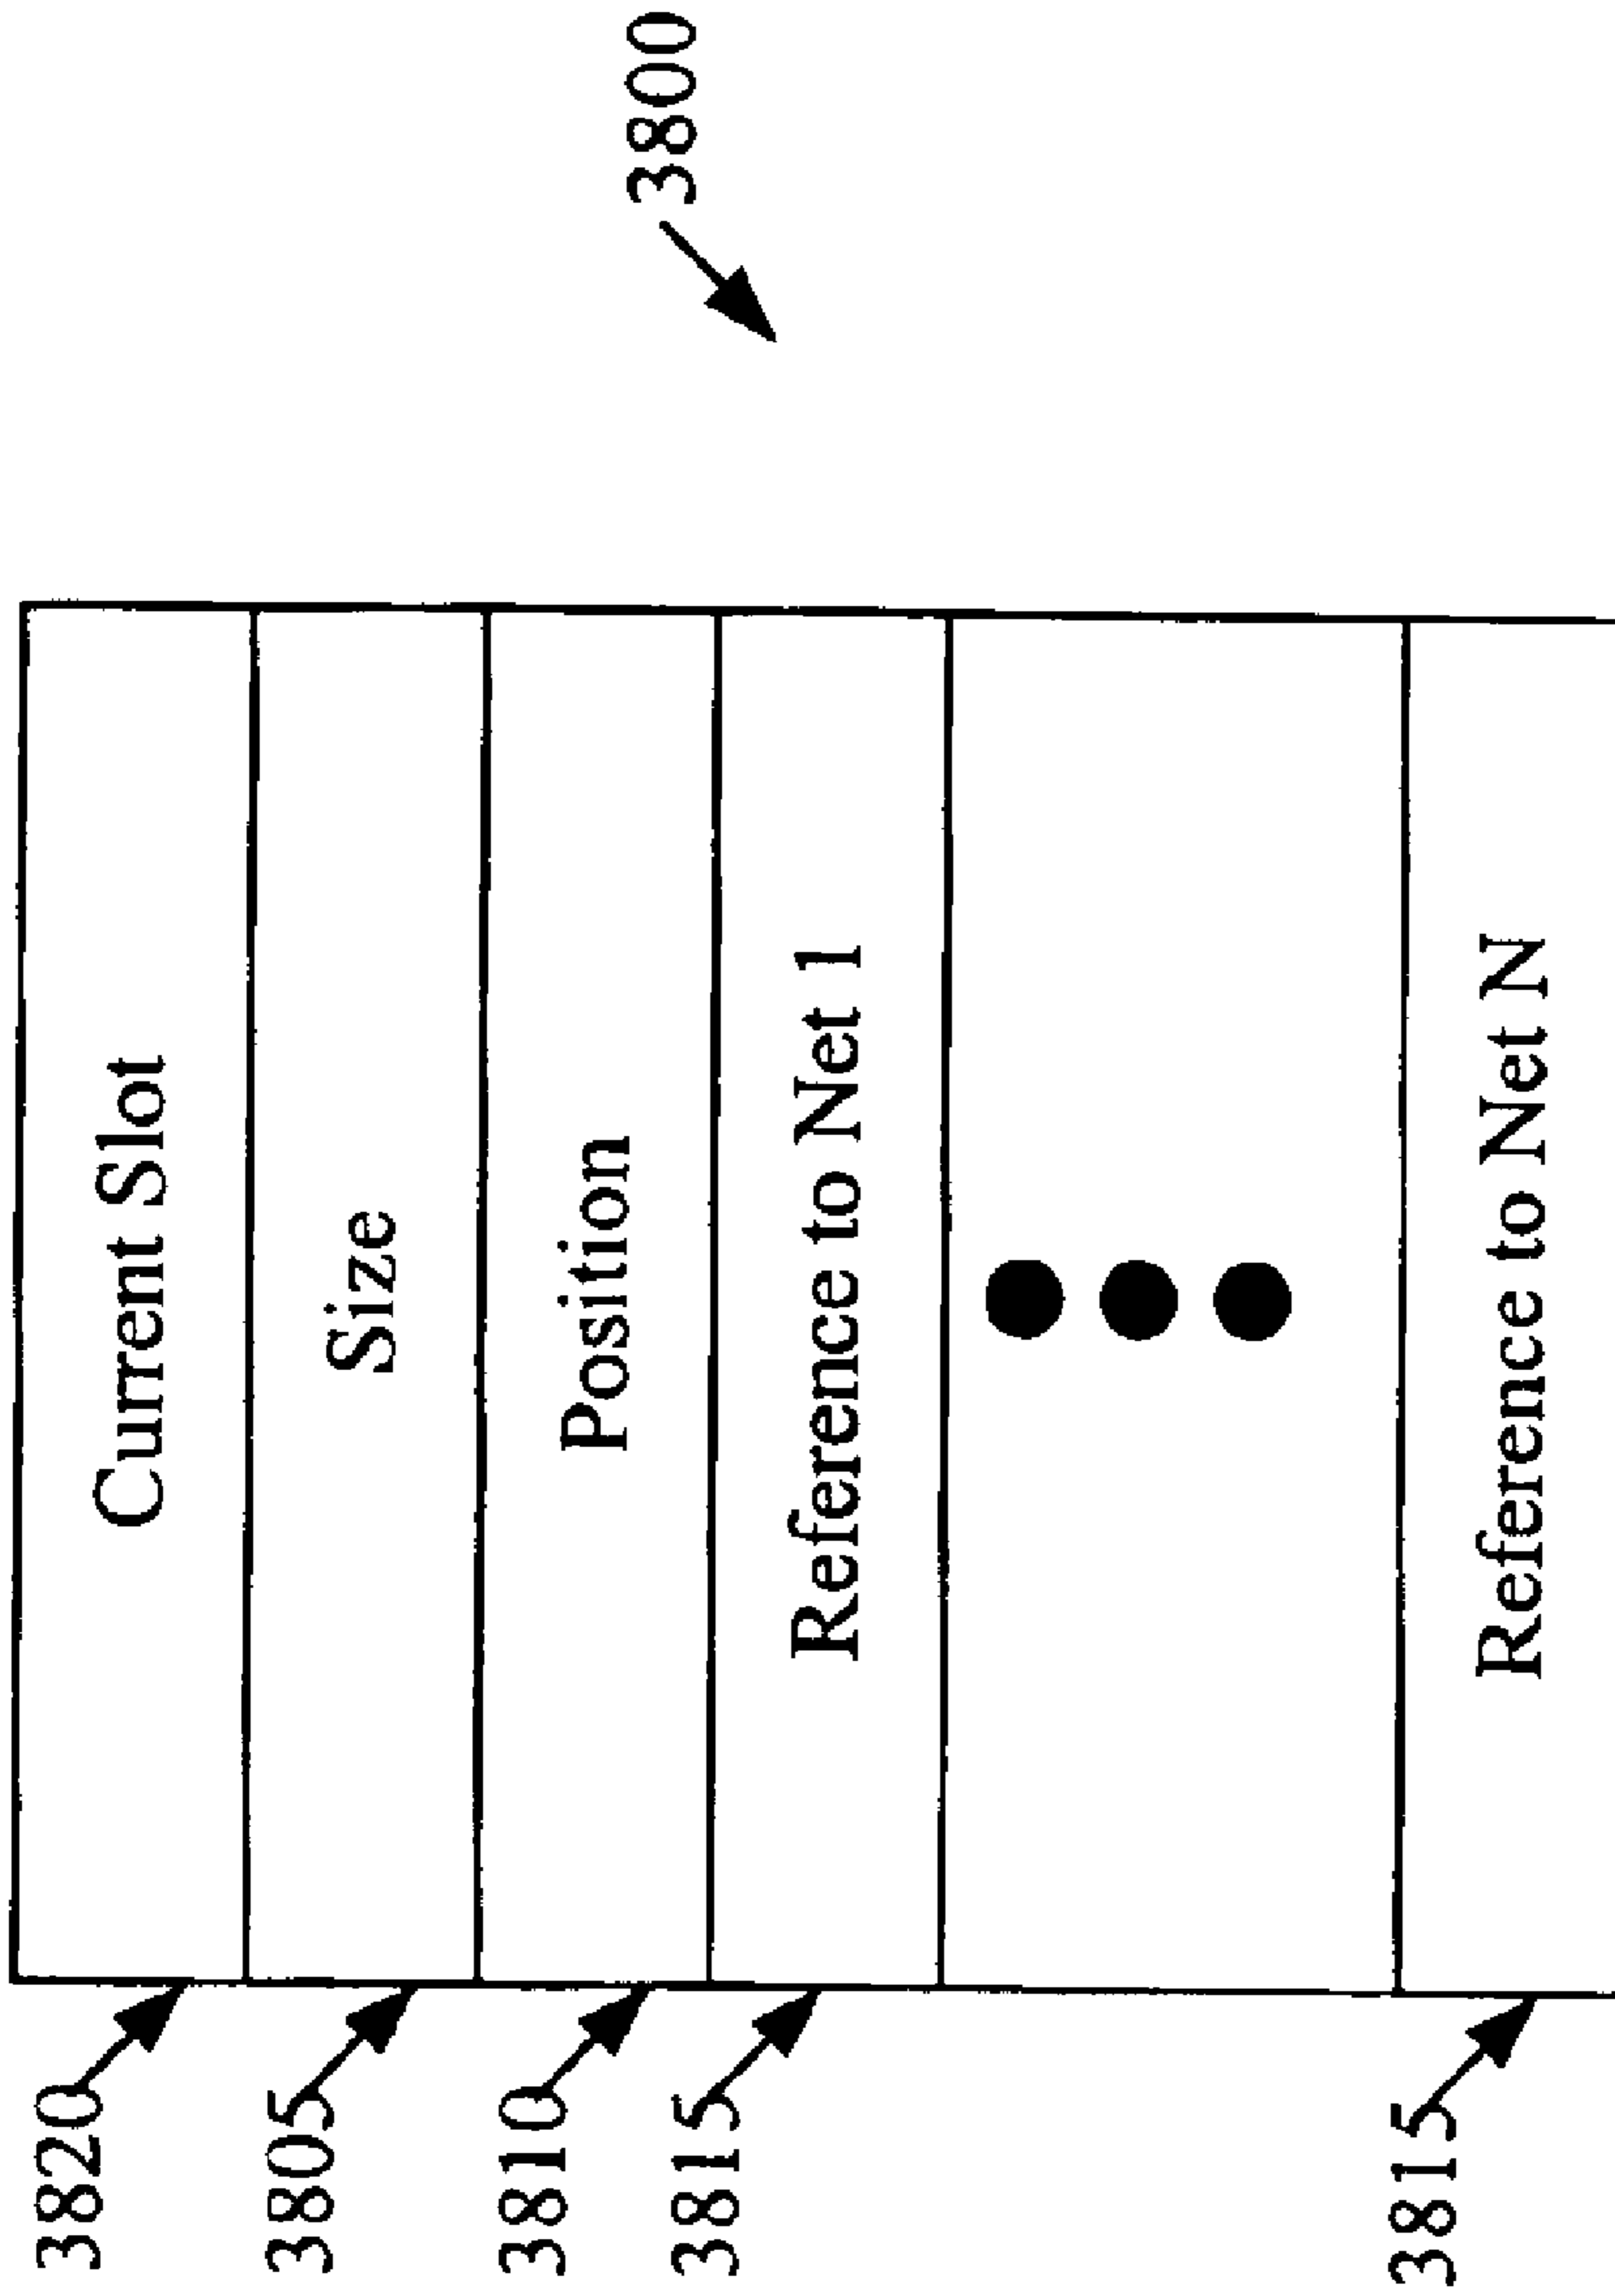 3800
3820
Current Slot
3805
Size
3810
Position
3815
Reference to Net 1
3815
Reference to Net N